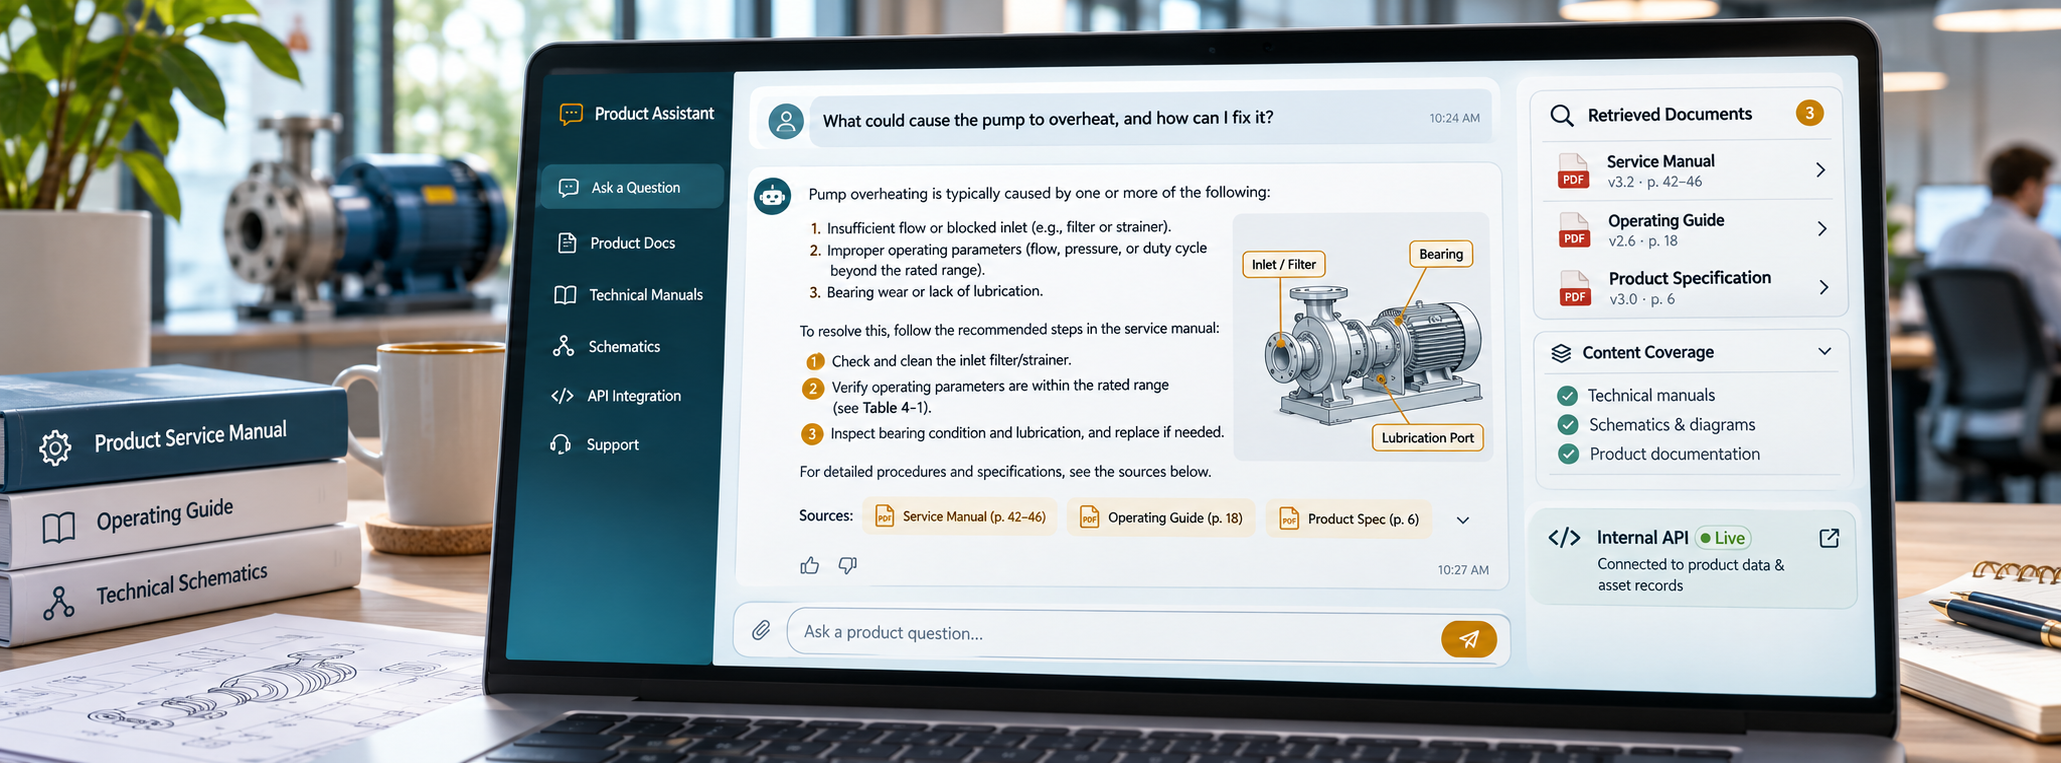 Product Service Manual
Operating Guide
Technical Schematics
Product Assistant
Ask a Question
Product Docs
Technical Manuals
Schematics
API Integration
Support
What could cause the pump to overheat, and how can I fix it?
10:24 AM
Pump overheating is typically caused by one or more of the following:
1. Insufficient flow or blocked inlet (e.g., filter or strainer).
2. Improper operating parameters (flow, pressure, or duty cycle
beyond the rated range).
3. Bearing wear or lack of lubrication.
To resolve this, follow the recommended steps in the service manual:
1 Check and clean the inlet filter/strainer.
2 Verify operating parameters are within the rated range
(see Table 4-1).
3 Inspect bearing condition and lubrication, and replace if needed.
For detailed procedures and specifications, see the sources below.
Inlet / Filter
Bearing
Lubrication Port
Sources:
PDF Service Manual (p. 42–46)
PDF Operating Guide (p. 18)
PDF Product Spec (p. 6)
10:27 AM
Ask a product question...
Retrieved Documents 3
PDF
Service Manual
v3.2 · p. 42–46
PDF
Operating Guide
v2.6 · p. 18
PDF
Product Specification
v3.0 · p. 6
Content Coverage
Technical manuals
Schematics & diagrams
Product documentation
</> Internal API Live
Connected to product data &
asset records